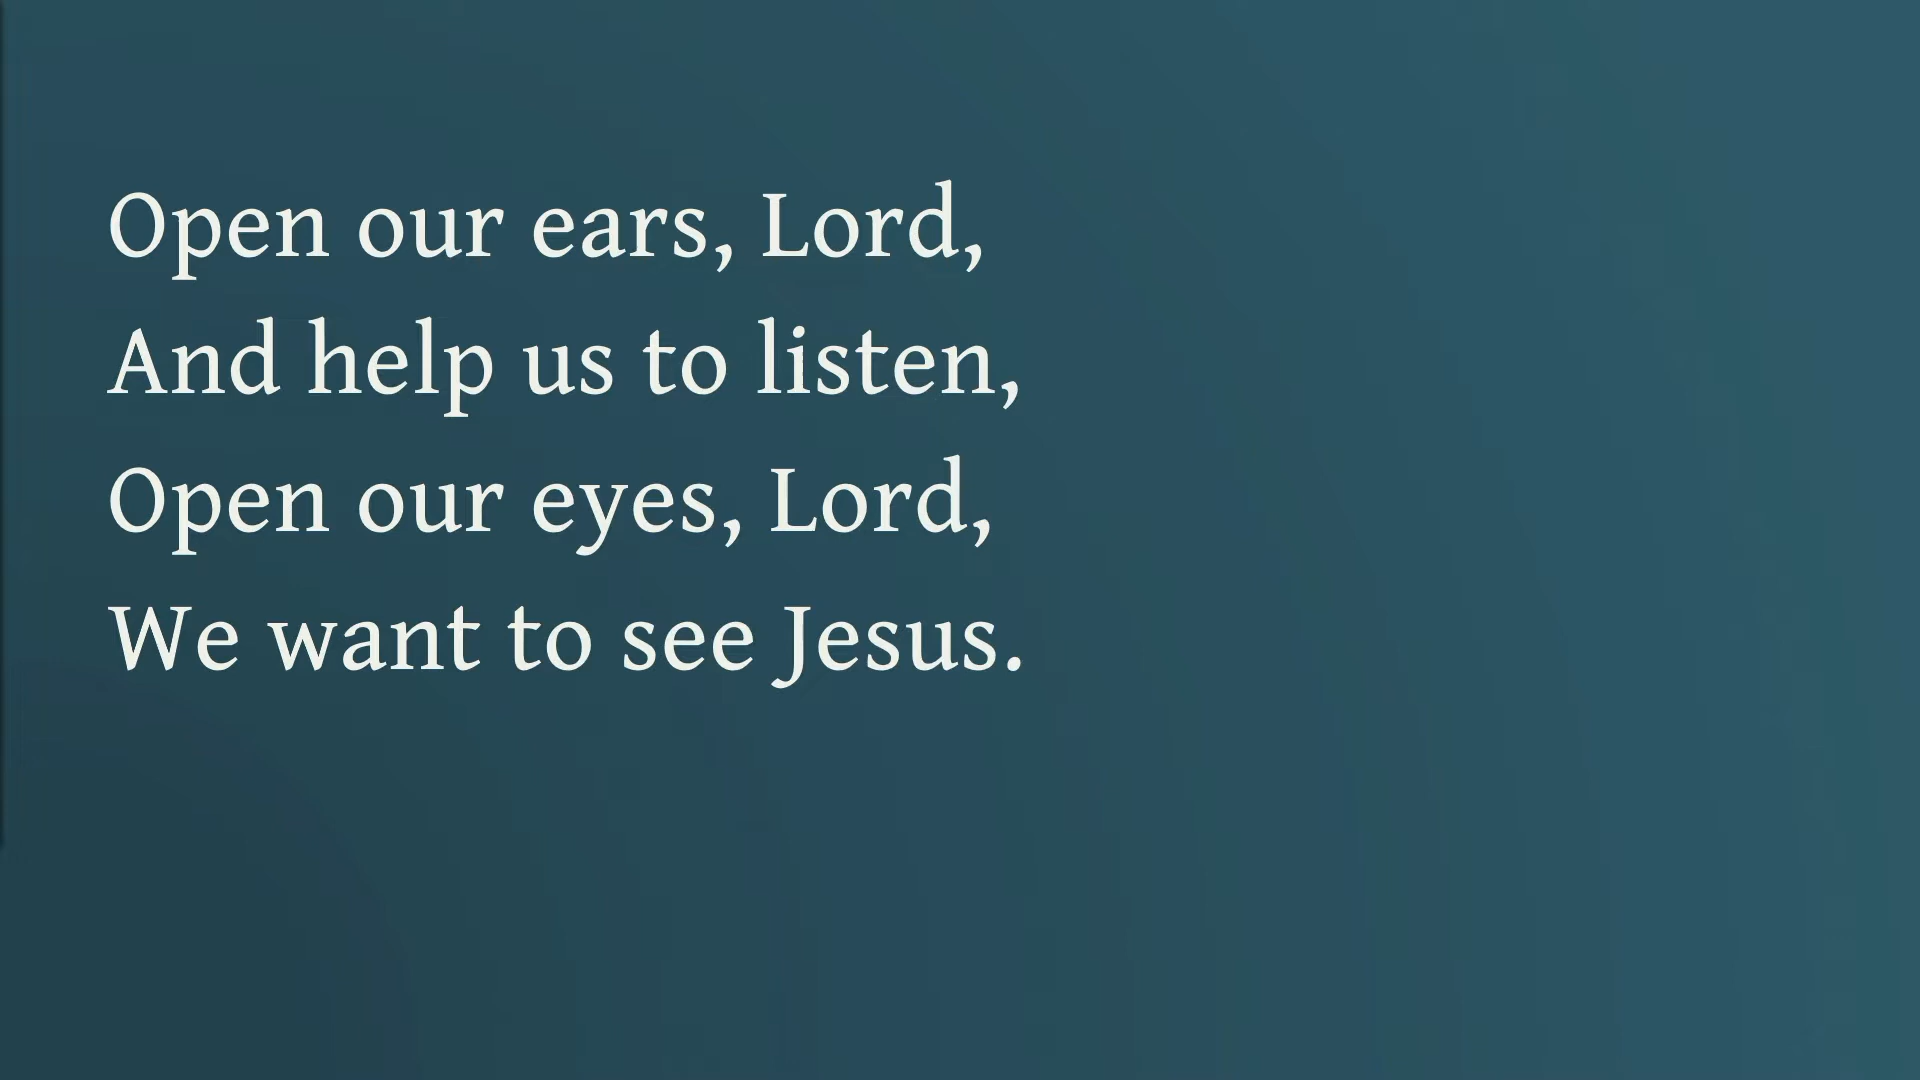 Open our ears, Lord,
And help us to listen,
Open our eyes, Lord,
We want to see Jesus.